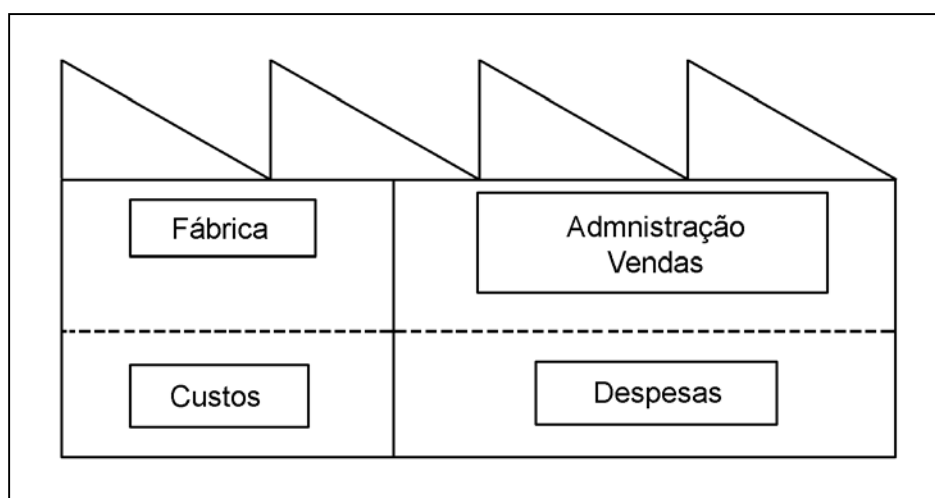 Fábrica
Admnistração
Vendas
Custos
Despesas